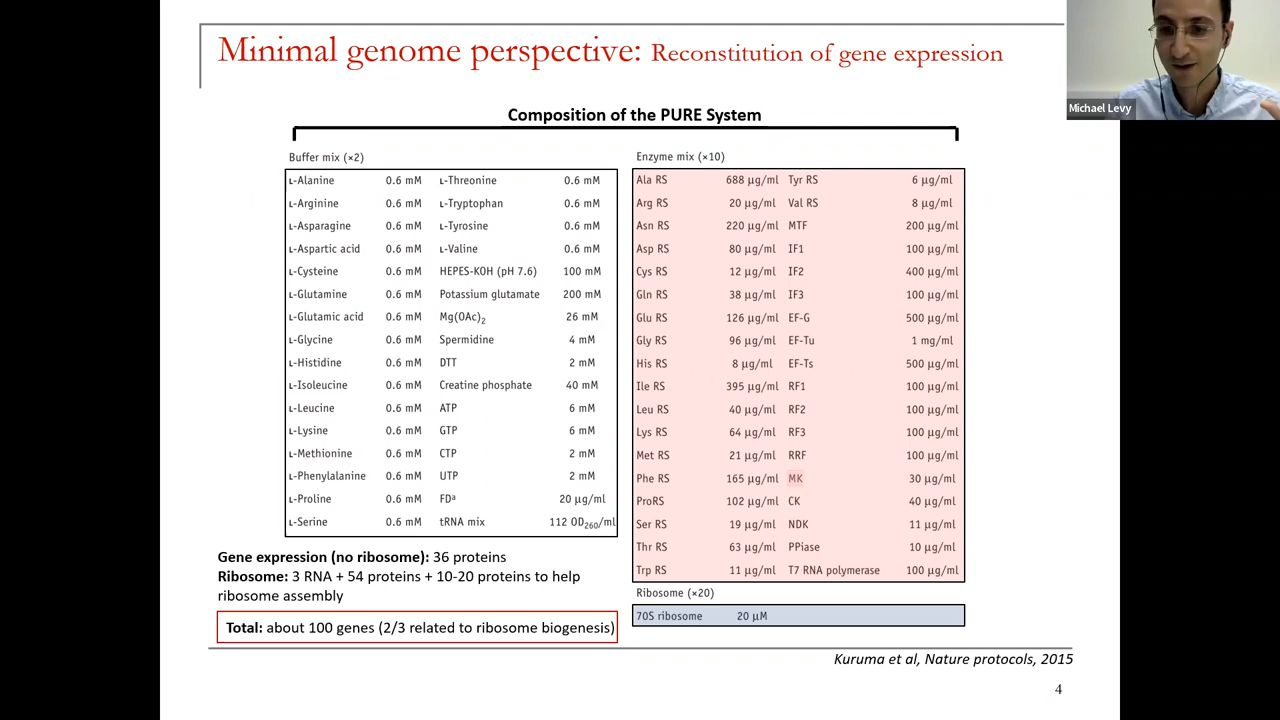 Minimal genome perspective: Reconstitution of gene expression
Michael Levy
Composition of the PURE System
Buffer mix (×2)
ʟ-Alanine 0.6 mM ʟ-Threonine 0.6 mM
ʟ-Arginine 0.6 mM ʟ-Tryptophan 0.6 mM
ʟ-Asparagine 0.6 mM ʟ-Tyrosine 0.6 mM
ʟ-Aspartic acid 0.6 mM ʟ-Valine 0.6 mM
ʟ-Cysteine 0.6 mM HEPES-KOH (pH 7.6) 100 mM
ʟ-Glutamine 0.6 mM Potassium glutamate 200 mM
ʟ-Glutamic acid 0.6 mM Mg(OAc)₂ 26 mM
ʟ-Glycine 0.6 mM Spermidine 4 mM
ʟ-Histidine 0.6 mM DTT 2 mM
ʟ-Isoleucine 0.6 mM Creatine phosphate 40 mM
ʟ-Leucine 0.6 mM ATP 6 mM
ʟ-Lysine 0.6 mM GTP 6 mM
ʟ-Methionine 0.6 mM CTP 2 mM
ʟ-Phenylalanine 0.6 mM UTP 2 mM
ʟ-Proline 0.6 mM FDᵃ 20 µg/ml
ʟ-Serine 0.6 mM tRNA mix 112 OD₂₆₀/ml
Enzyme mix (×10)
Ala RS 688 µg/ml Tyr RS 6 µg/ml
Arg RS 20 µg/ml Val RS 8 µg/ml
Asn RS 220 µg/ml MTF 200 µg/ml
Asp RS 80 µg/ml IF1 100 µg/ml
Cys RS 12 µg/ml IF2 400 µg/ml
Gln RS 38 µg/ml IF3 100 µg/ml
Glu RS 126 µg/ml EF-G 500 µg/ml
Gly RS 96 µg/ml EF-Tu 1 mg/ml
His RS 8 µg/ml EF-Ts 500 µg/ml
Ile RS 395 µg/ml RF1 100 µg/ml
Leu RS 40 µg/ml RF2 100 µg/ml
Lys RS 64 µg/ml RF3 100 µg/ml
Met RS 21 µg/ml RRF 100 µg/ml
Phe RS 165 µg/ml MK 30 µg/ml
ProRS 102 µg/ml CK 40 µg/ml
Ser RS 19 µg/ml NDK 11 µg/ml
Thr RS 63 µg/ml PPiase 10 µg/ml
Trp RS 11 µg/ml T7 RNA polymerase 100 µg/ml
Ribosome (×20)
70S ribosome 20 µM
Gene expression (no ribosome): 36 proteins
Ribosome: 3 RNA + 54 proteins + 10-20 proteins to help
ribosome assembly
Total: about 100 genes (2/3 related to ribosome biogenesis)
Kuruma et al, Nature protocols, 2015
4